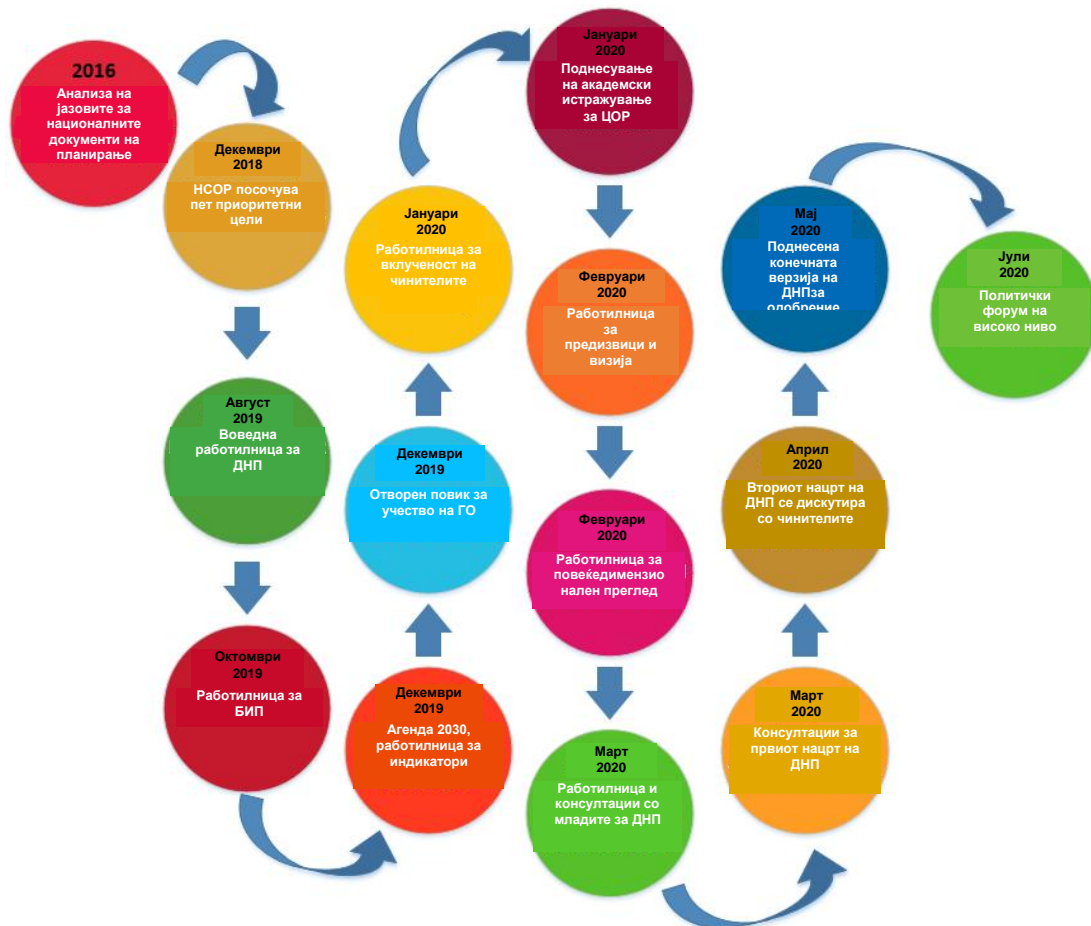 2016
Анализа на
јазовите за
националните
документи на
планирање
Декември
2018
НСОР посочува
пет приоритетни
цели
Август
2019
Воведна
работилница за
ДНП
Октомври
2019
Работилница за
БИП
Декември
2019
Агенда 2030,
работилница за
индикатори
Декември
2019
Отворен повик за
учество на ГО
Јануари
2020
Работилница за
вклученост на
чинителите
Јануари
2020
Поднесување
на академски
истражување
за ЦОР
Февруари
2020
Работилница
за
предизвици и
визија
Февруари
2020
Работилница за
повеќедимензио
нален преглед
Март
2020
Работилница и
консултации со
младите за ДНП
Март
2020
Консултации за
првиот нацрт на
ДНП
Април
2020
Вториот нацрт на
ДНП се дискутира
со чинителите
Мај
2020
Поднесена
конечната
верзија на
ДНПза
одобрение
Јули
2020
Политички
форум на
високо ниво